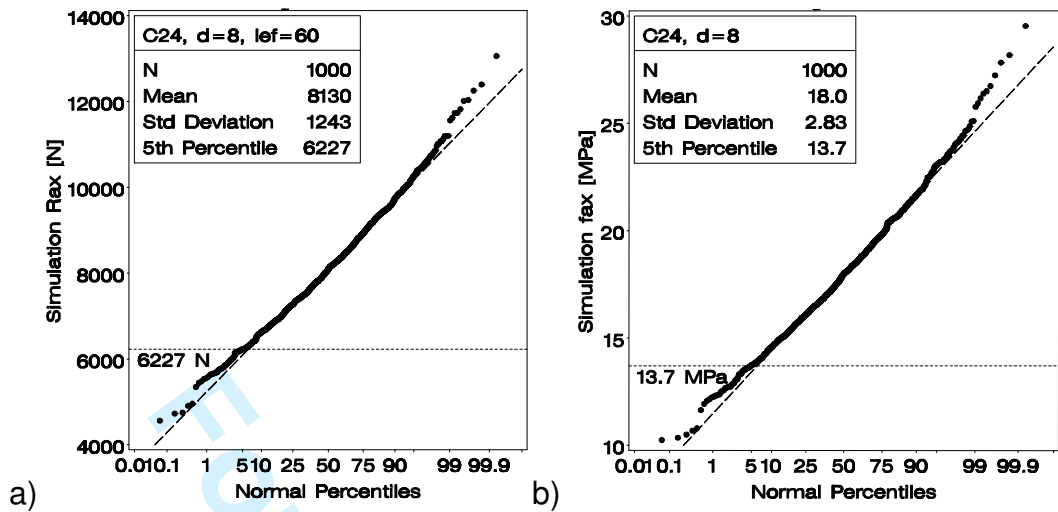 C24, d=8, lef=60
N 1000
Mean 8130
Std Deviation 1243
5th Percentile 6227
Simulation Rax [N]
14000
12000
10000
8000
6000
4000
6227 N
0.01 0.1 1 5 10 25 50 75 90 99 99.9
Normal Percentiles
a)
C24, d=8
N 1000
Mean 18.0
Std Deviation 2.83
5th Percentile 13.7
Simulation fax [MPa]
30
25
20
15
10
13.7 MPa
0.01 0.1 1 5 10 25 50 75 90 99 99.9
Normal Percentiles
b)